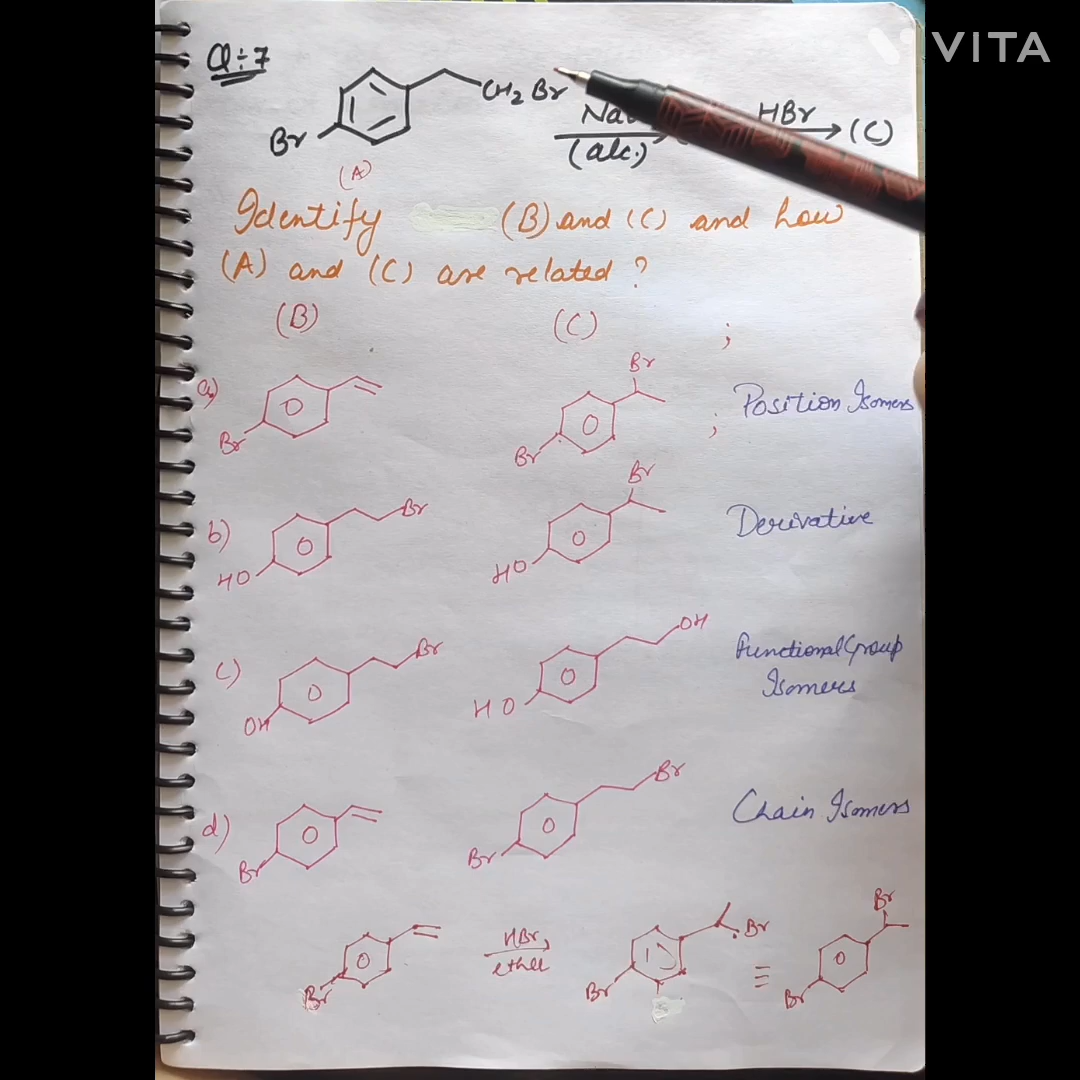 VITA
Q÷7
CH2 Br
Br
HBr
(alc.)
(C)
(A)
Identify (B) and (C) and how
(A) and (C) are related?
(B) (C) ;
a) Br Br Br ; Position Isomers
b) HO Br HO Br Derivative
c) OH Br HO OH Functional Group
Isomers
d) Br Br Br Chain Isomers
Br HBr, Br Br ≡ Br Br
ether